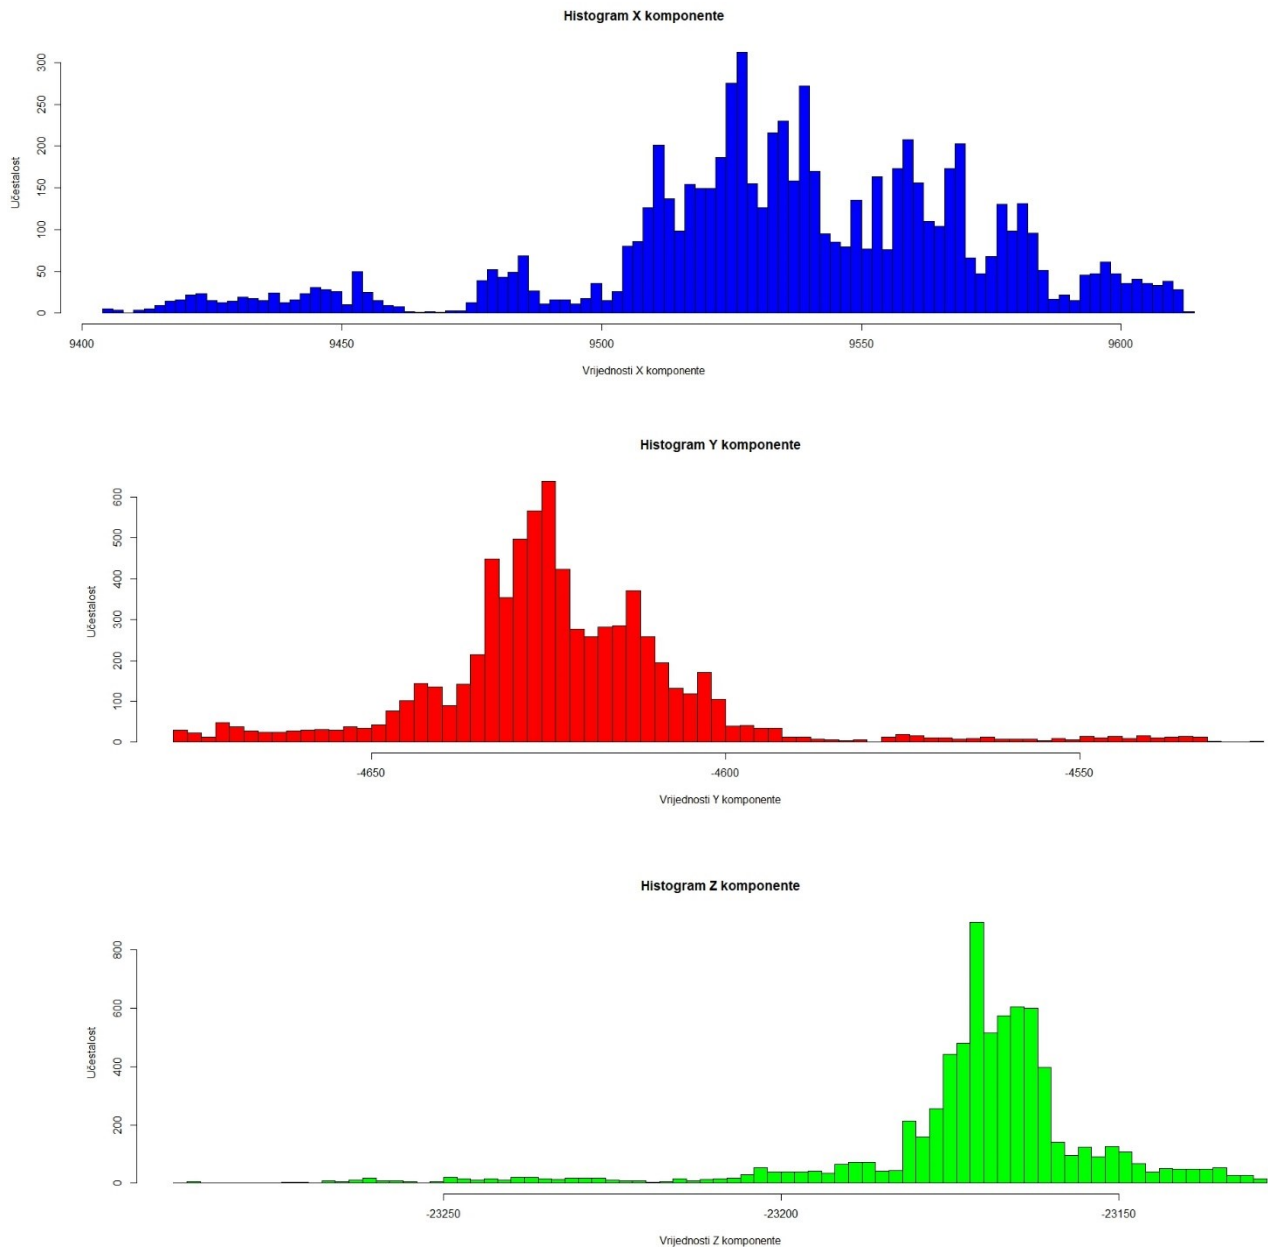 Histogram X komponente
Učestalost
300
250
200
150
100
50
0
9400 9450 9500 9550 9600
Vrijednosti X komponente
Histogram Y komponente
Učestalost
600
500
400
300
200
100
0
-4650 -4600 -4550
Vrijednosti Y komponente
Histogram Z komponente
Učestalost
800
600
400
200
0
-23250 -23200 -23150
Vrijednosti Z komponente